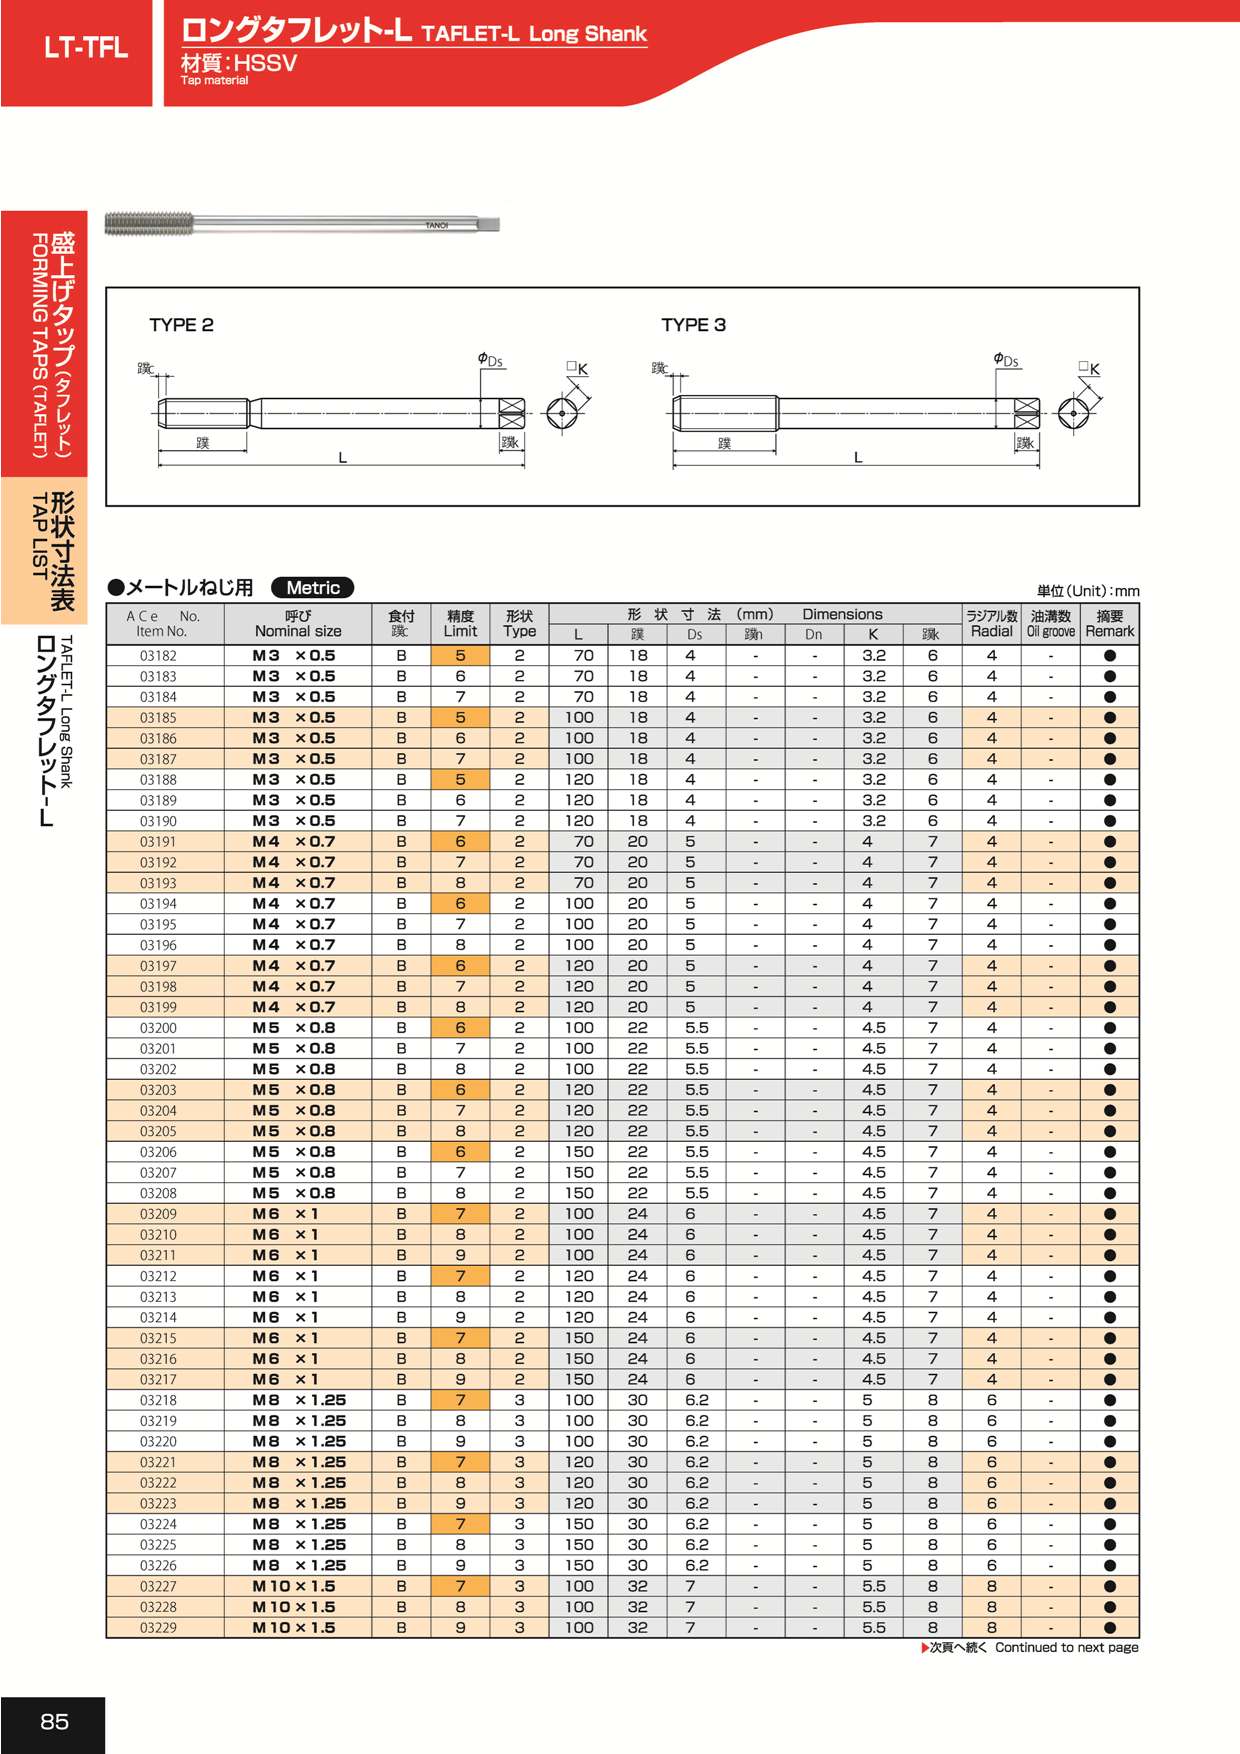 LT-TFL
ロングタフレット-L TAFLET-L Long Shank
材質:HSSV
Tap material
TANOI
盛上げタップ(タフレット)
FORMING TAPS (TAFLET)
形状寸法表
TAP LIST
TAFLET-L Long Shank
ロングタフレット-L
TYPE 2
TYPE 3
φDs
□K
L
φDs
□K
L
●メートルねじ用 Metric
単位(Unit):mm
ACe No. 呼び 食付 精度 形状 形状寸法 (mm) Dimensions ラジアル数 油溝数 摘要
Item No. Nominal size Limit Type L Ds Dn K Radial Oil groove Remark
03182 M3 ×0.5 B 5 2 70 18 4 - - 3.2 6 4 - ●
03183 M3 ×0.5 B 6 2 70 18 4 - - 3.2 6 4 - ●
03184 M3 ×0.5 B 7 2 70 18 4 - - 3.2 6 4 - ●
03185 M3 ×0.5 B 5 2 100 18 4 - - 3.2 6 4 - ●
03186 M3 ×0.5 B 6 2 100 18 4 - - 3.2 6 4 - ●
03187 M3 ×0.5 B 7 2 100 18 4 - - 3.2 6 4 - ●
03188 M3 ×0.5 B 5 2 120 18 4 - - 3.2 6 4 - ●
03189 M3 ×0.5 B 6 2 120 18 4 - - 3.2 6 4 - ●
03190 M3 ×0.5 B 7 2 120 18 4 - - 3.2 6 4 - ●
03191 M4 ×0.7 B 6 2 70 20 5 - - 4 7 4 - ●
03192 M4 ×0.7 B 7 2 70 20 5 - - 4 7 4 - ●
03193 M4 ×0.7 B 8 2 70 20 5 - - 4 7 4 - ●
03194 M4 ×0.7 B 6 2 100 20 5 - - 4 7 4 - ●
03195 M4 ×0.7 B 7 2 100 20 5 - - 4 7 4 - ●
03196 M4 ×0.7 B 8 2 100 20 5 - - 4 7 4 - ●
03197 M4 ×0.7 B 6 2 120 20 5 - - 4 7 4 - ●
03198 M4 ×0.7 B 7 2 120 20 5 - - 4 7 4 - ●
03199 M4 ×0.7 B 8 2 120 20 5 - - 4 7 4 - ●
03200 M5 ×0.8 B 6 2 100 22 5.5 - - 4.5 7 4 - ●
03201 M5 ×0.8 B 7 2 100 22 5.5 - - 4.5 7 4 - ●
03202 M5 ×0.8 B 8 2 100 22 5.5 - - 4.5 7 4 - ●
03203 M5 ×0.8 B 6 2 120 22 5.5 - - 4.5 7 4 - ●
03204 M5 ×0.8 B 7 2 120 22 5.5 - - 4.5 7 4 - ●
03205 M5 ×0.8 B 8 2 120 22 5.5 - - 4.5 7 4 - ●
03206 M5 ×0.8 B 6 2 150 22 5.5 - - 4.5 7 4 - ●
03207 M5 ×0.8 B 7 2 150 22 5.5 - - 4.5 7 4 - ●
03208 M5 ×0.8 B 8 2 150 22 5.5 - - 4.5 7 4 - ●
03209 M6 ×1 B 7 2 100 24 6 - - 4.5 7 4 - ●
03210 M6 ×1 B 8 2 100 24 6 - - 4.5 7 4 - ●
03211 M6 ×1 B 9 2 100 24 6 - - 4.5 7 4 - ●
03212 M6 ×1 B 7 2 120 24 6 - - 4.5 7 4 - ●
03213 M6 ×1 B 8 2 120 24 6 - - 4.5 7 4 - ●
03214 M6 ×1 B 9 2 120 24 6 - - 4.5 7 4 - ●
03215 M6 ×1 B 7 2 150 24 6 - - 4.5 7 4 - ●
03216 M6 ×1 B 8 2 150 24 6 - - 4.5 7 4 - ●
03217 M6 ×1 B 9 2 150 24 6 - - 4.5 7 4 - ●
03218 M8 ×1.25 B 7 3 100 30 6.2 - - 5 8 6 - ●
03219 M8 ×1.25 B 8 3 100 30 6.2 - - 5 8 6 - ●
03220 M8 ×1.25 B 9 3 100 30 6.2 - - 5 8 6 - ●
03221 M8 ×1.25 B 7 3 120 30 6.2 - - 5 8 6 - ●
03222 M8 ×1.25 B 8 3 120 30 6.2 - - 5 8 6 - ●
03223 M8 ×1.25 B 9 3 120 30 6.2 - - 5 8 6 - ●
03224 M8 ×1.25 B 7 3 150 30 6.2 - - 5 8 6 - ●
03225 M8 ×1.25 B 8 3 150 30 6.2 - - 5 8 6 - ●
03226 M8 ×1.25 B 9 3 150 30 6.2 - - 5 8 6 - ●
03227 M10×1.5 B 7 3 100 32 7 - - 5.5 8 8 - ●
03228 M10×1.5 B 8 3 100 32 7 - - 5.5 8 8 - ●
03229 M10×1.5 B 9 3 100 32 7 - - 5.5 8 8 - ●
▶次頁へ続く Continued to next page
85